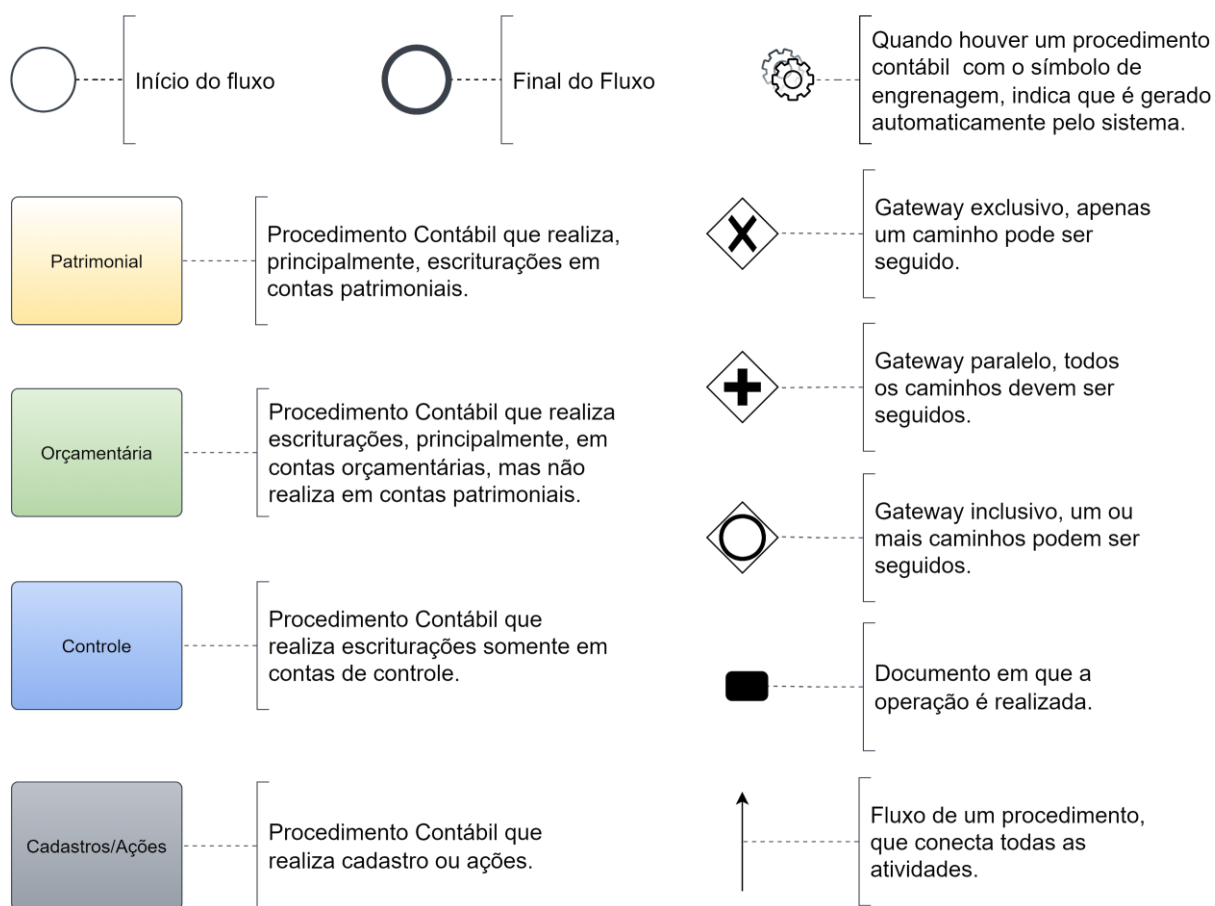 Início do fluxo
Final do Fluxo
Quando houver um procedimento
contábil com o símbolo de
engrenagem, indica que é gerado
automaticamente pelo sistema.
Patrimonial
Procedimento Contábil que realiza,
principalmente, escriturações em
contas patrimoniais.
Gateway exclusivo, apenas
um caminho pode ser
seguido.
Orçamentária
Procedimento Contábil que realiza
escriturações, principalmente, em
contas orçamentárias, mas não
realiza em contas patrimoniais.
Gateway paralelo, todos
os caminhos devem ser
seguidos.
Gateway inclusivo, um ou
mais caminhos podem ser
seguidos.
Controle
Procedimento Contábil que
realiza escriturações somente em
contas de controle.
Documento em que a
operação é realizada.
Cadastros/Ações
Procedimento Contábil que
realiza cadastro ou ações.
Fluxo de um procedimento,
que conecta todas as
atividades.